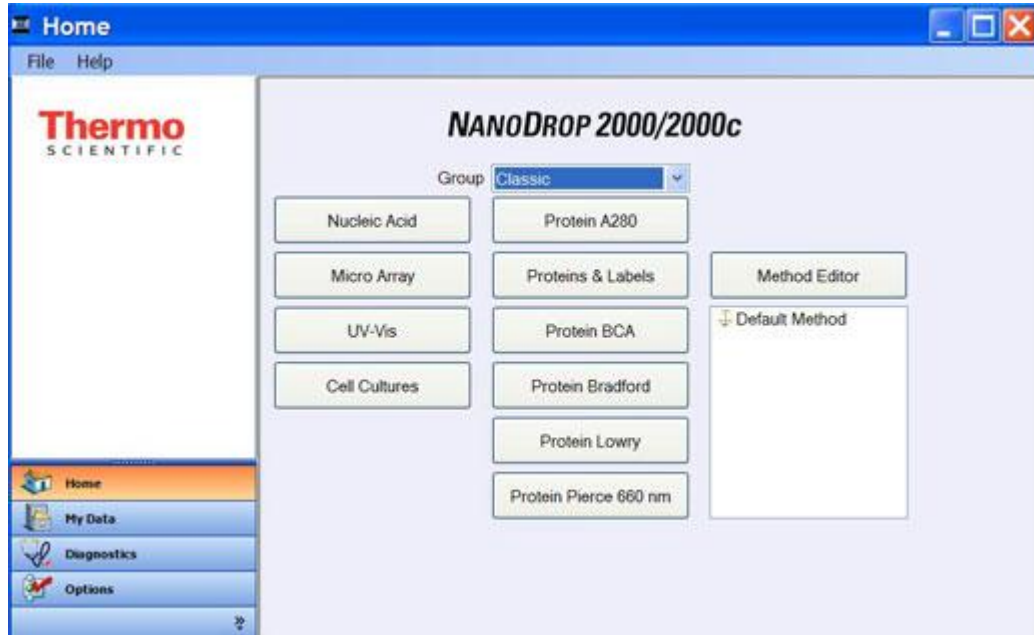 Home
File Help
Thermo
SCIENTIFIC
NANODROP 2000/2000c
Group Classic
Nucleic Acid
Protein A280
Micro Array
Proteins & Labels
Method Editor
UV-Vis
Protein BCA
Default Method
Cell Cultures
Protein Bradford
Protein Lowry
Protein Pierce 660 nm
Home
My Data
Diagnostics
Options